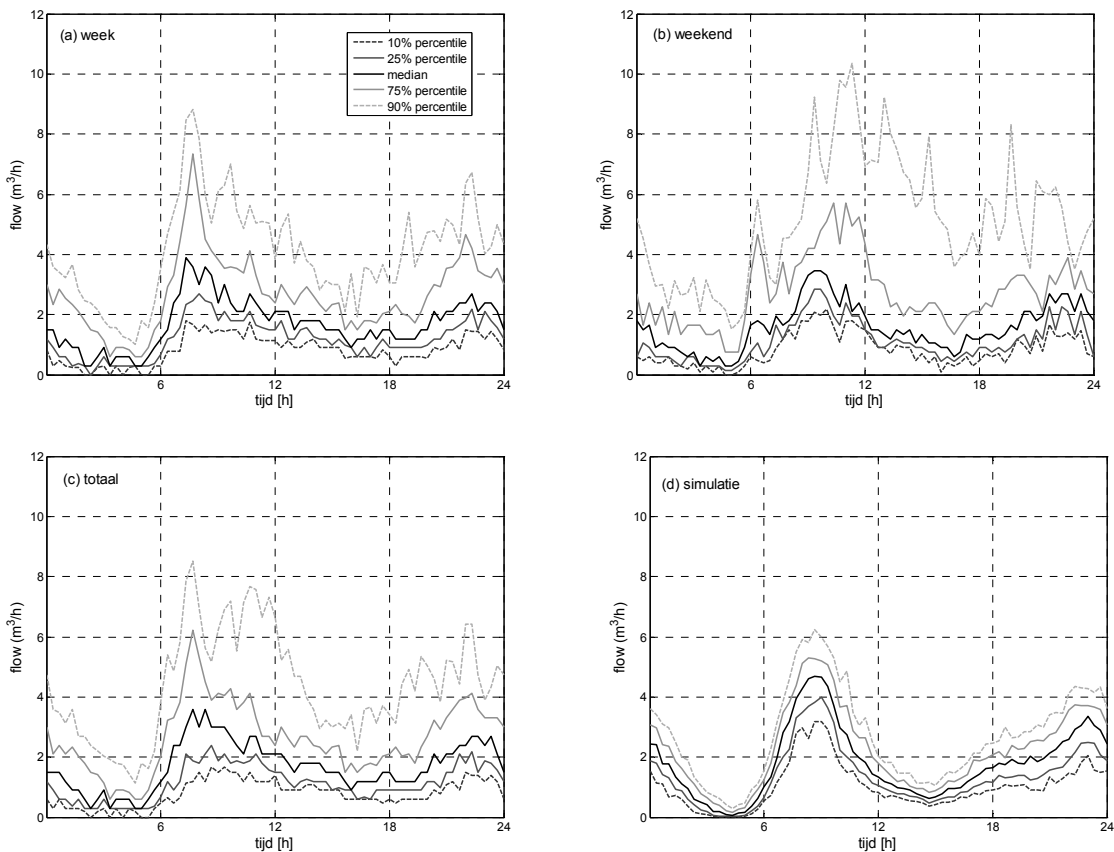 (a) week
10% percentile
25% percentile
median
75% percentile
90% percentile
12
10
8
6
4
2
0
flow (m³/h)
6
12
18
24
tijd [h]
(b) weekend
12
10
8
6
4
2
0
flow (m³/h)
6
12
18
24
tijd [h]
(c) totaal
12
10
8
6
4
2
0
flow (m³/h)
6
12
18
24
tijd [h]
(d) simulatie
12
10
8
6
4
2
0
flow (m³/h)
6
12
18
24
tijd [h]